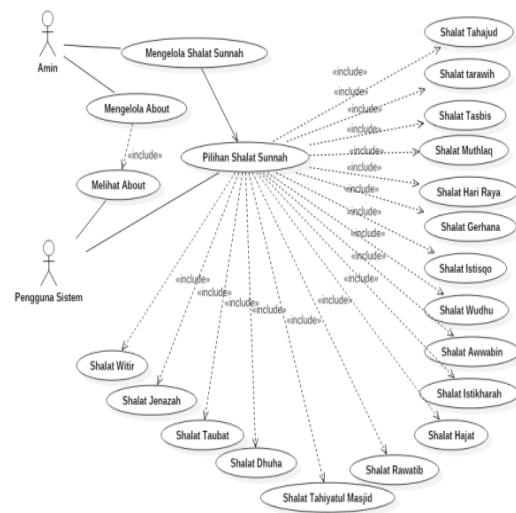 Amin
Mengelola Shalat Sunnah
Mengelola About
«include»
Melihat About
Pengguna Sistem
Pilihan Shalat Sunnah
«include»
«include»
«include»
«include»
«include»
«include»
«include»
«include»
«include»
«include»
«include»
Shalat Tahajud
Shalat tarawih
Shalat Tasbis
Shalat Muthlaq
Shalat Hari Raya
Shalat Gerhana
Shalat Istisqo
Shalat Wudhu
Shalat Awwabin
Shalat Istikharah
Shalat Hajat
«include»
«include»
«include»
«include»
«include»
«include»
Shalat Witir
Shalat Jenazah
Shalat Taubat
Shalat Dhuha
Shalat Rawatib
Shalat Tahiyatul Masjid